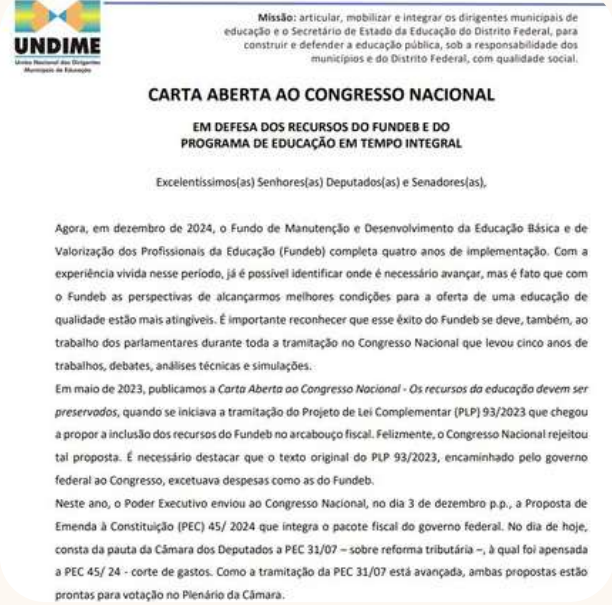 UNDIME
União Nacional dos Dirigentes
Municipais de Educação
Missão: articular, mobilizar e integrar os dirigentes municipais de
educação e o Secretário de Estado da Educação do Distrito Federal, para
construir e defender a educação pública, sob a responsabilidade dos
municípios e do Distrito Federal, com qualidade social.
CARTA ABERTA AO CONGRESSO NACIONAL
EM DEFESA DOS RECURSOS DO FUNDEB E DO
PROGRAMA DE EDUCAÇÃO EM TEMPO INTEGRAL
Excelentíssimos(as) Senhores(as) Deputados(as) e Senadores(as),
Agora, em dezembro de 2024, o Fundo de Manutenção e Desenvolvimento da Educação Básica e de
Valorização dos Profissionais da Educação (Fundeb) completa quatro anos de implementação. Com a
experiência vivida nesse período, já é possível identificar onde é necessário avançar, mas é fato que com
o Fundeb as perspectivas de alcançarmos melhores condições para a oferta de uma educação de
qualidade estão mais atingíveis. É importante reconhecer que esse êxito do Fundeb se deve, também, ao
trabalho dos parlamentares durante toda a tramitação no Congresso Nacional que levou cinco anos de
trabalhos, debates, análises técnicas e simulações.
Em maio de 2023, publicamos a Carta Aberta ao Congresso Nacional - Os recursos da educação devem ser
preservados, quando se iniciava a tramitação do Projeto de Lei Complementar (PLP) 93/2023 que chegou
a propor a inclusão dos recursos do Fundeb no arcabouço fiscal. Felizmente, o Congresso Nacional rejeitou
tal proposta. É necessário destacar que o texto original do PLP 93/2023, encaminhado pelo governo
federal ao Congresso, excetuava despesas como as do Fundeb.
Neste ano, o Poder Executivo enviou ao Congresso Nacional, no dia 3 de dezembro p.p., a Proposta de
Emenda à Constituição (PEC) 45/ 2024 que integra o pacote fiscal do governo federal. No dia de hoje,
consta da pauta da Câmara dos Deputados a PEC 31/07 – sobre reforma tributária –, à qual foi apensada
a PEC 45/ 24 - corte de gastos. Como a tramitação da PEC 31/07 está avançada, ambas propostas estão
prontas para votação no Plenário da Câmara.